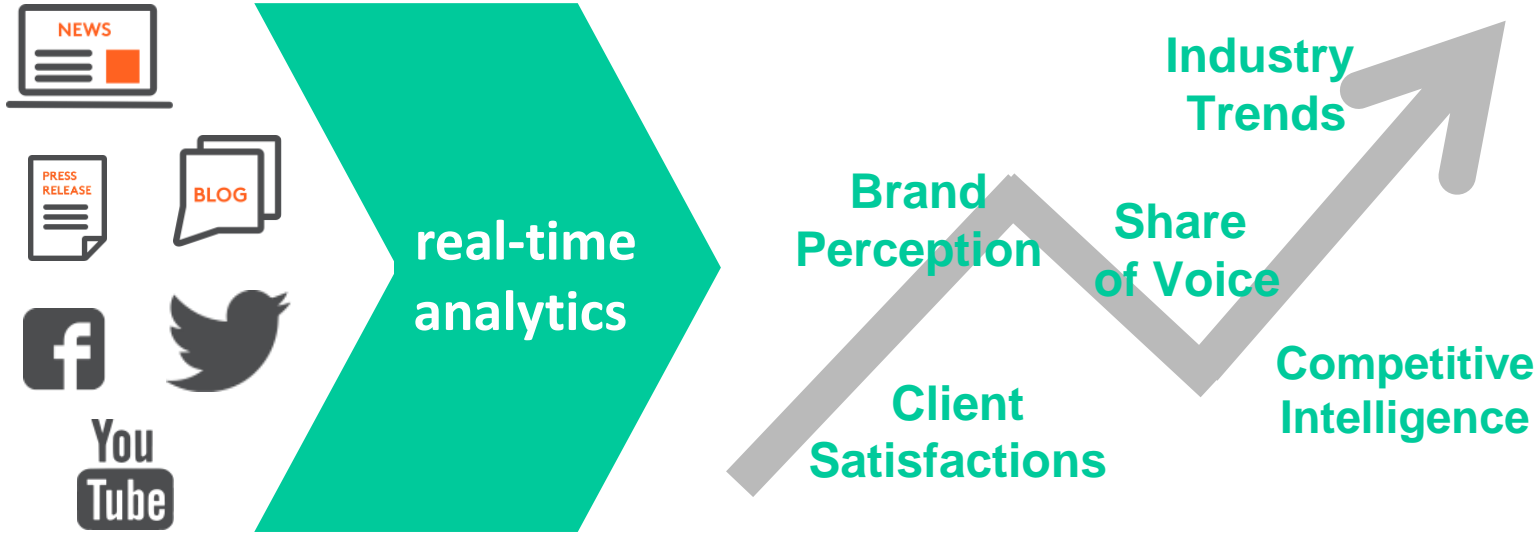 NEWS
PRESS
RELEASE
BLOG
f
You
Tube
real-time
analytics
Brand
Perception
Client
Satisfactions
Share
of Voice
Industry
Trends
Competitive
Intelligence